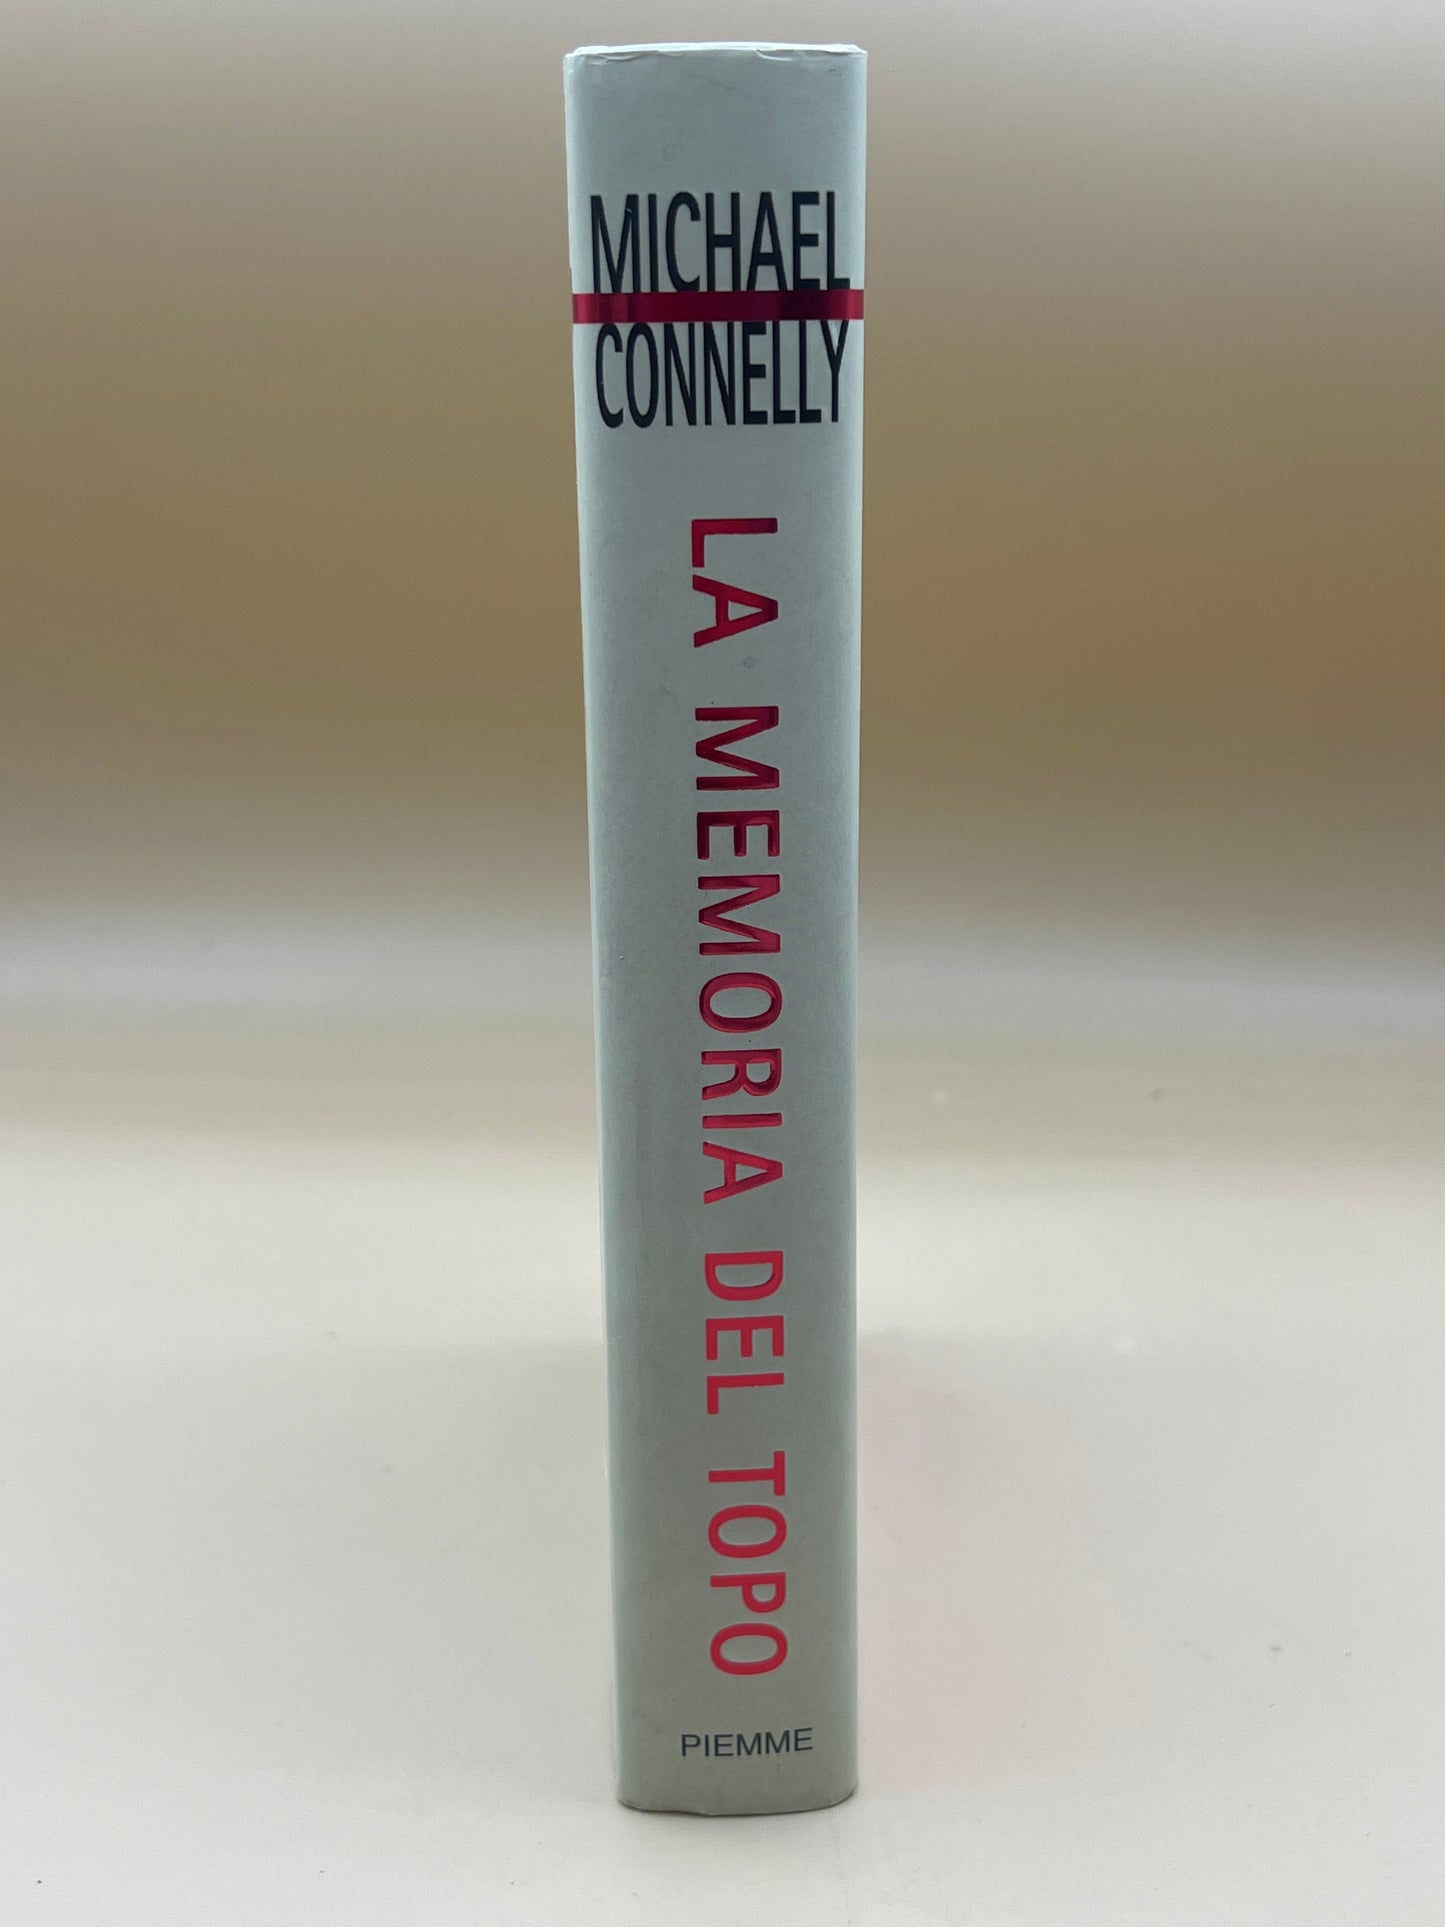 MICHAEL
CONNELLY
LA MEMORIA DEL TOPO
PIEMME